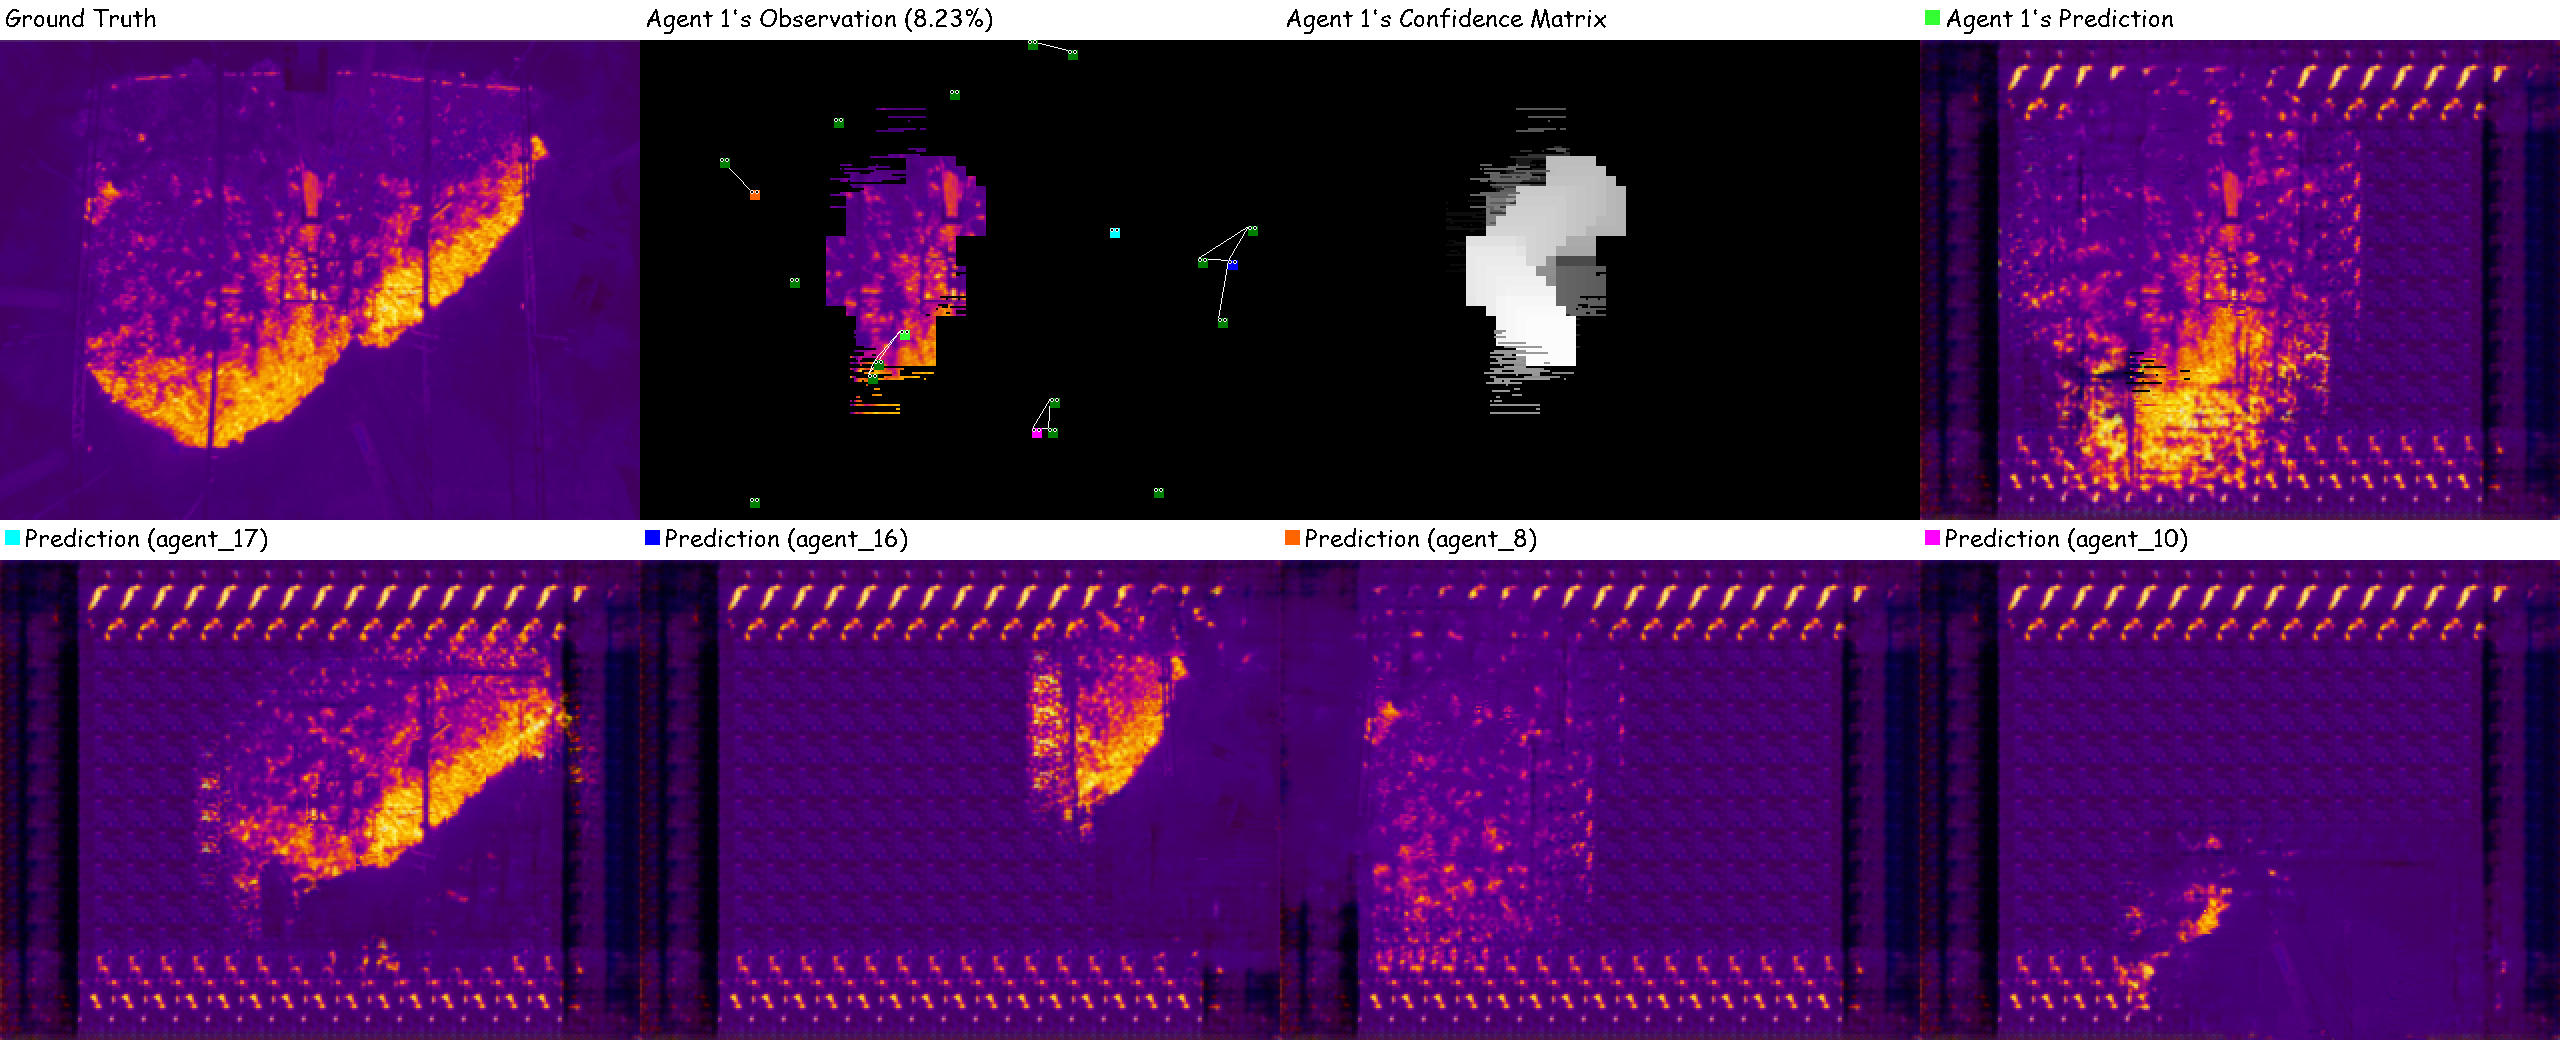 Ground Truth
Agent 1's Observation (8.23%)
Agent 1's Confidence Matrix
Agent 1's Prediction
Prediction (agent_17)
Prediction (agent_16)
Prediction (agent_8)
Prediction (agent_10)